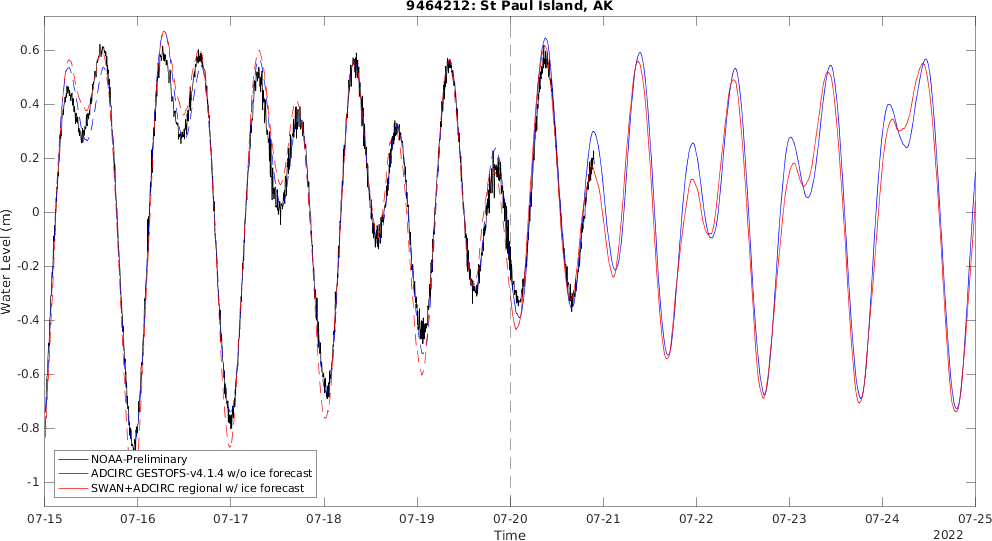 9464212: St Paul Island, AK
Water Level (m)
0.6
0.4
0.2
0
-0.2
-0.4
-0.6
-0.8
-1
NOAA-Preliminary
ADCIRC GESTOFS-v4.1.4 w/o ice forecast
SWAN+ADCIRC regional w/ ice forecast
07-15 07-16 07-17 07-18 07-19 07-20 07-21 07-22 07-23 07-24 07-25
Time
2022